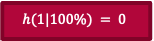 h(1|100%) = 0